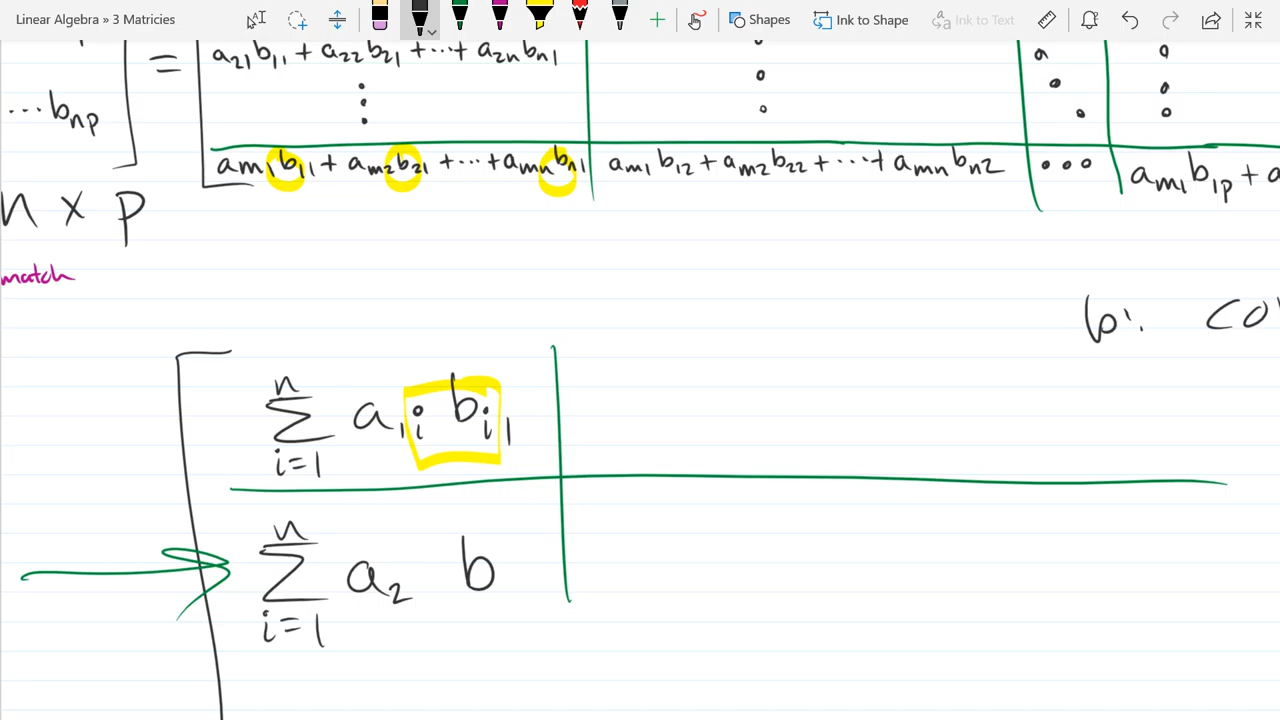 Linear Algebra » 3 Matricies
Shapes Ink to Shape Ink to Text
a₂₁b₁₁ + a₂₂b₂₁ + ⋯ + a₂ₙbₙ₁
=
⋯bₙₚ
aₘ₁b₁₁ + aₘ₂b₂₁ + ⋯ + aₘₙbₙ₁ aₘ₁b₁₂ + aₘ₂b₂₂ + ⋯ + aₘₙbₙ₂ ⋯ aₘ₁b₁ₚ + a
n × p
match
b: co
n
∑ a₁ᵢ bᵢ₁
i=1
n
∑ a₂ b
i=1